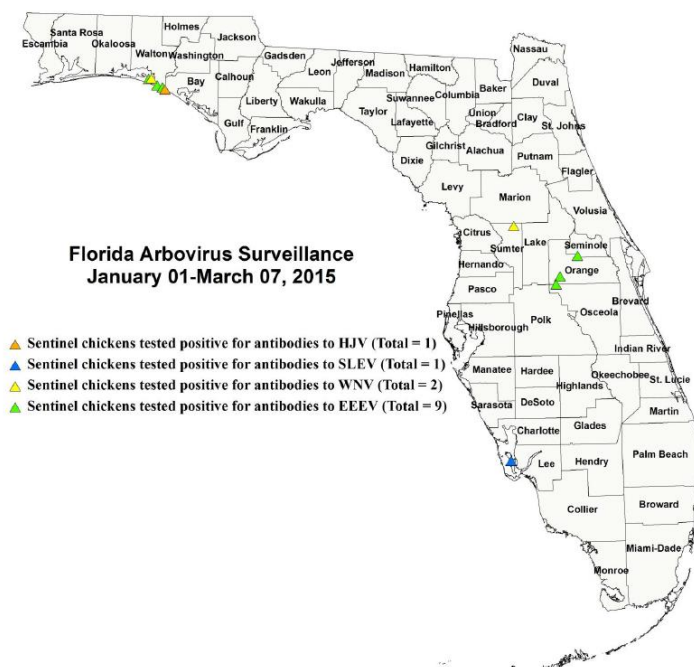 Holmes
Santa Rosa
Jackson
Escambia
Okaloosa
Walton
Washington
Gadsden
Jefferson
Hamilton
Nassau
Bay
Calhoun
Leon
Madison
Baker
Duval
Liberty
Wakulla
Suwannee
Columbia
Gulf
Franklin
Taylor
Lafayette
Union
Bradford
Clay
St. Johns
Gilchrist
Alachua
Putnam
Dixie
Flagler
Levy
Marion
Volusia
Citrus
Sumter
Lake
Seminole
Hernando
Orange
Pasco
Brevard
Pinellas
Hillsborough
Polk
Osceola
Indian River
Manatee
Hardee
Okeechobee
Highlands
St. Lucie
Sarasota
DeSoto
Martin
Charlotte
Glades
Lee
Hendry
Palm Beach
Collier
Broward
Miami-Dade
Monroe
Florida Arbovirus Surveillance
January 01-March 07, 2015
Sentinel chickens tested positive for antibodies to HJV (Total = 1)
Sentinel chickens tested positive for antibodies to SLEV (Total = 1)
Sentinel chickens tested positive for antibodies to WNV (Total = 2)
Sentinel chickens tested positive for antibodies to EEEV (Total = 9)